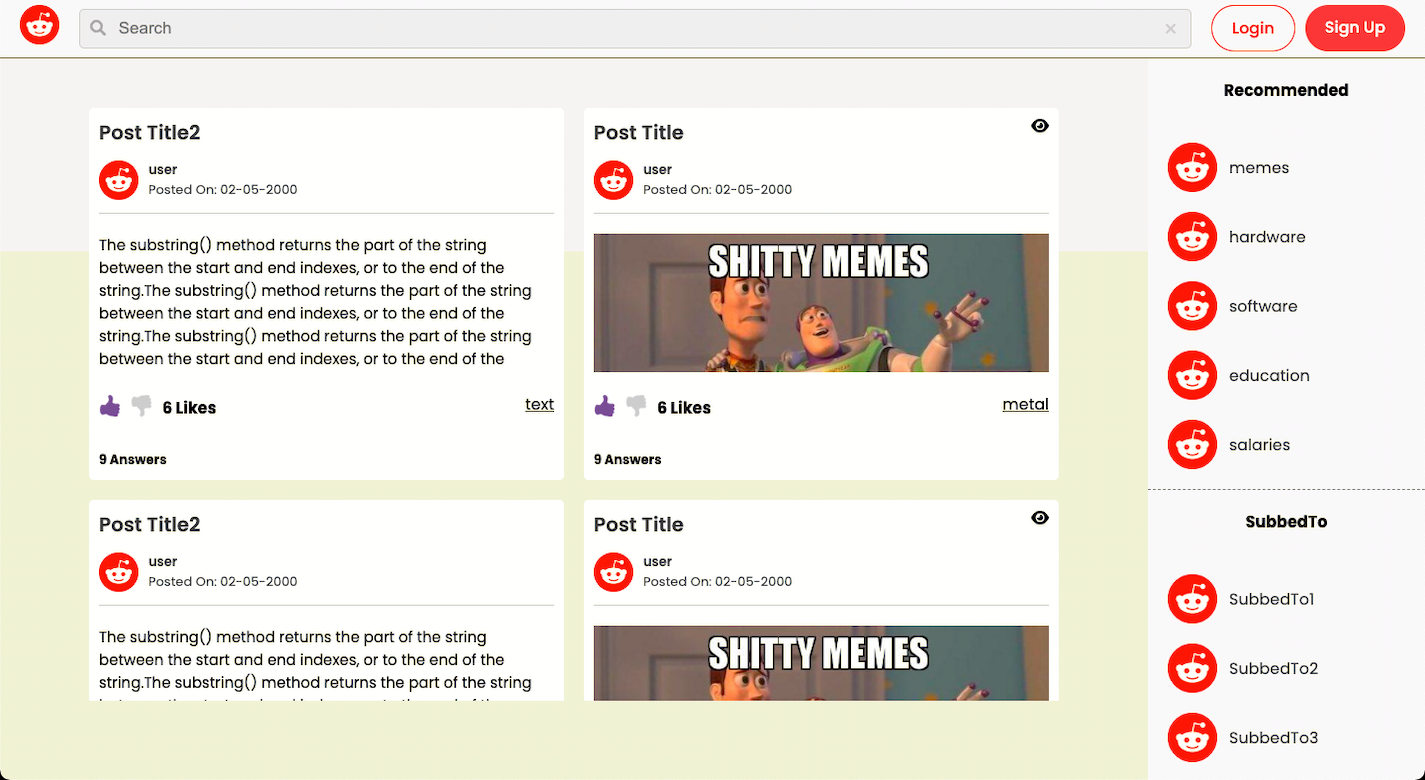 Search
Login
Sign Up
Post Title2
user
Posted On: 02-05-2000
The substring() method returns the part of the string
between the start and end indexes, or to the end of the
string.The substring() method returns the part of the string
between the start and end indexes, or to the end of the
string.The substring() method returns the part of the string
between the start and end indexes, or to the end of the
6 Likes
text
9 Answers
Post Title
user
Posted On: 02-05-2000
SHITTY MEMES
6 Likes
metal
9 Answers
Post Title2
user
Posted On: 02-05-2000
The substring() method returns the part of the string
between the start and end indexes, or to the end of the
string.The substring() method returns the part of the string
Post Title
user
Posted On: 02-05-2000
SHITTY MEMES
Recommended
memes
hardware
software
education
salaries
SubbedTo
SubbedTo1
SubbedTo2
SubbedTo3